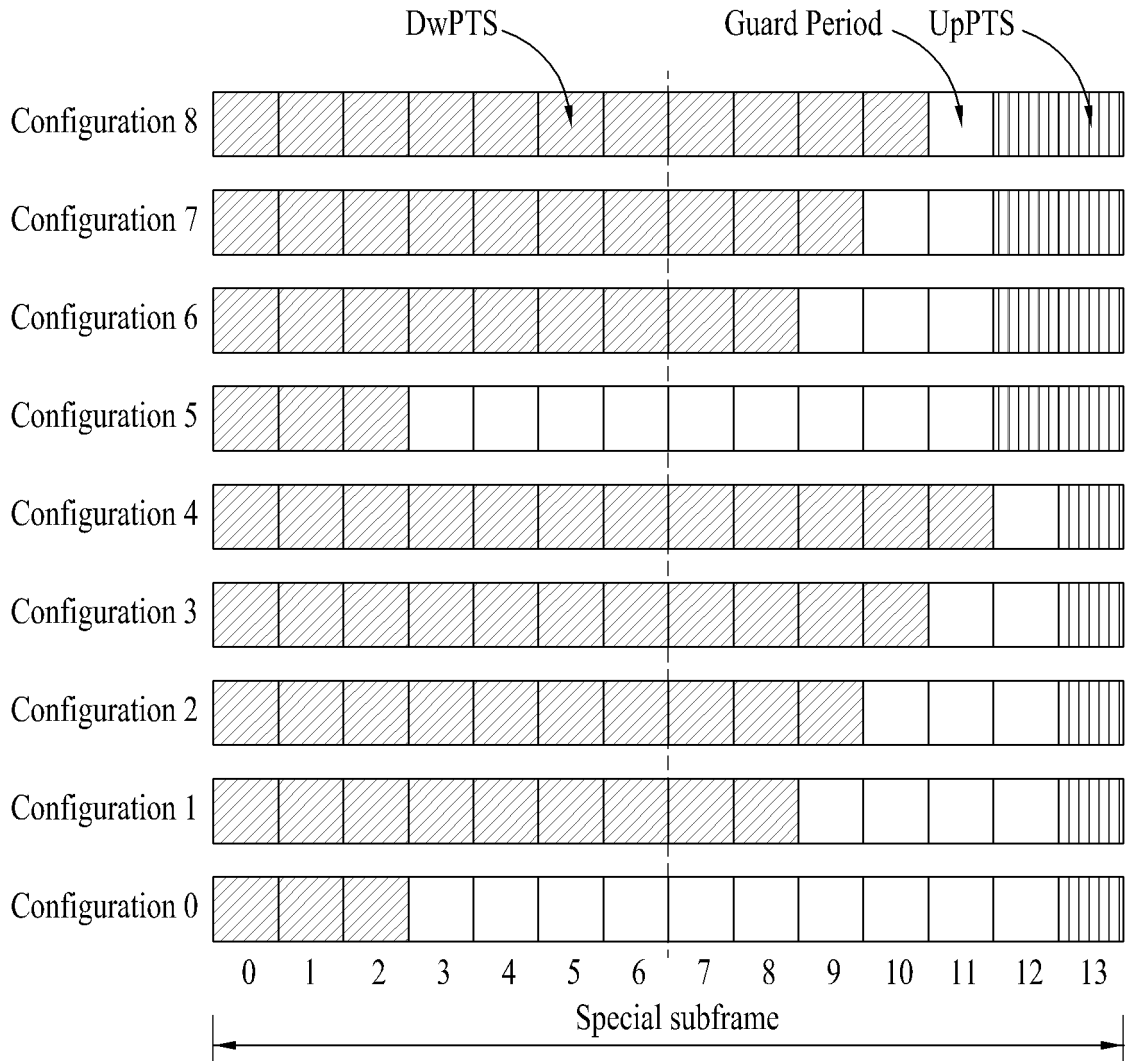 DwPTS Guard Period UpPTS
Configuration 8
Configuration 7
Configuration 6
Configuration 5
Configuration 4
Configuration 3
Configuration 2
Configuration 1
Configuration 0
0 1 2 3 4 5 6 7 8 9 10 11 12 13
Special subframe